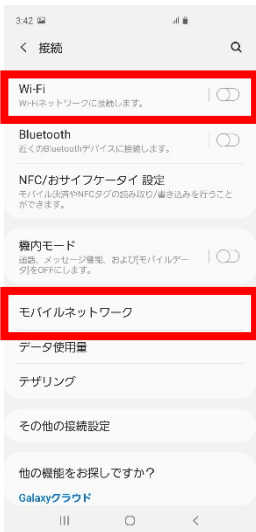 3:42
接続
Wi-Fi
Wi-Fiネットワークに接続します。
Bluetooth
近くのBluetoothデバイスに接続します。
NFC/おサイフケータイ 設定
モバイル決済やNFCタグの読み取り/書き込みを行うこと
ができます。
機内モード
通話、メッセージ機能、および[モバイルデー
タ]をOFFにします。
モバイルネットワーク
データ使用量
テザリング
その他の接続設定
他の機能をお探しですか？
Galaxyクラウド